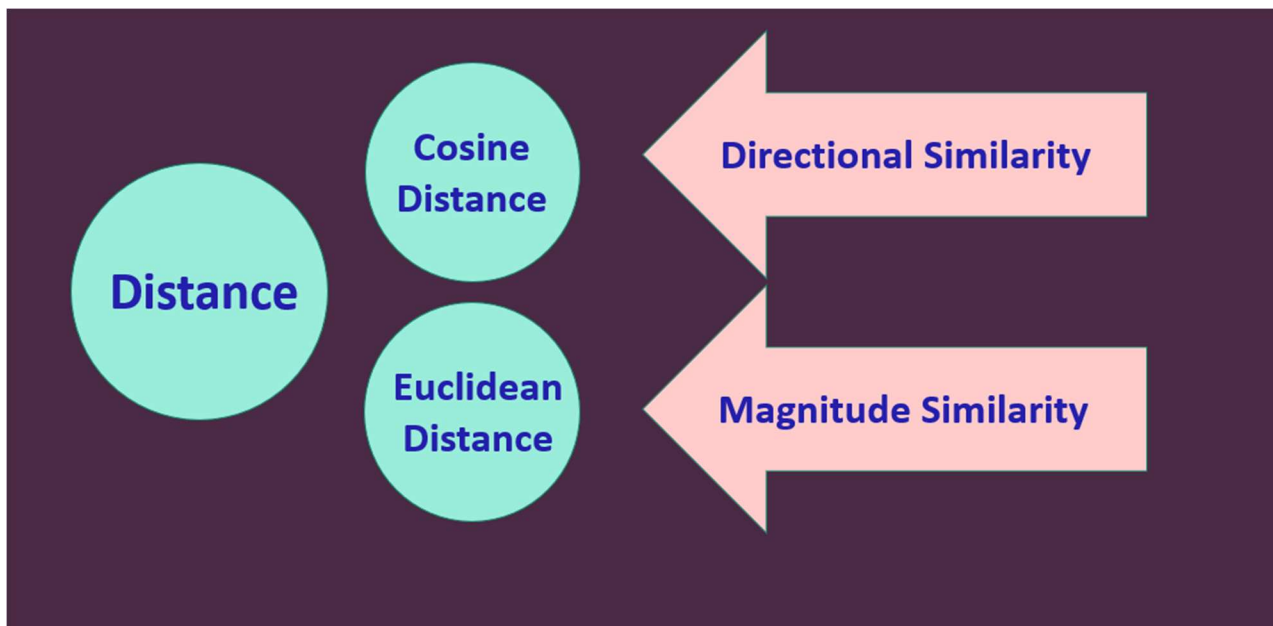 Distance
Cosine
Distance
Directional Similarity
Euclidean
Distance
Magnitude Similarity